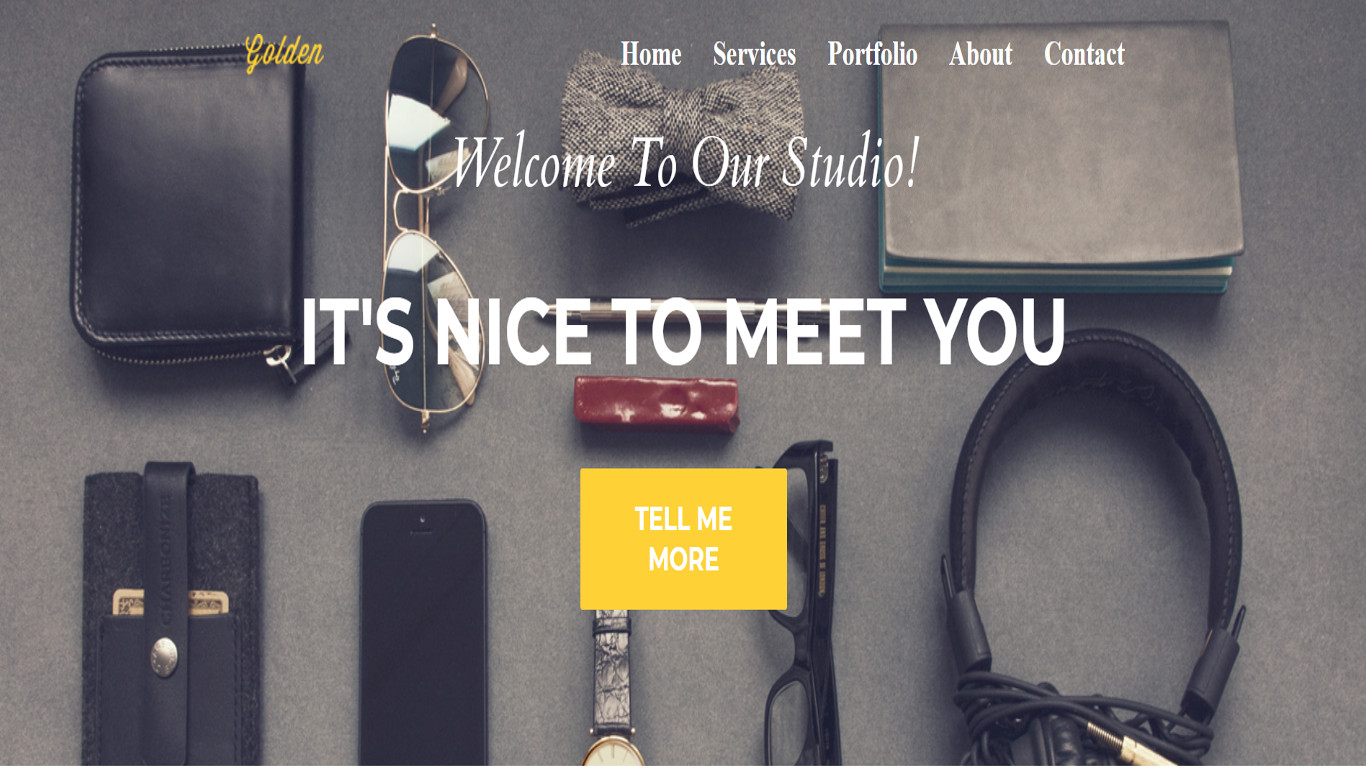 Golden
Home Services Portfolio About Contact
Welcome To Our Studio!
IT'S NICE TO MEET YOU
TELL ME
MORE